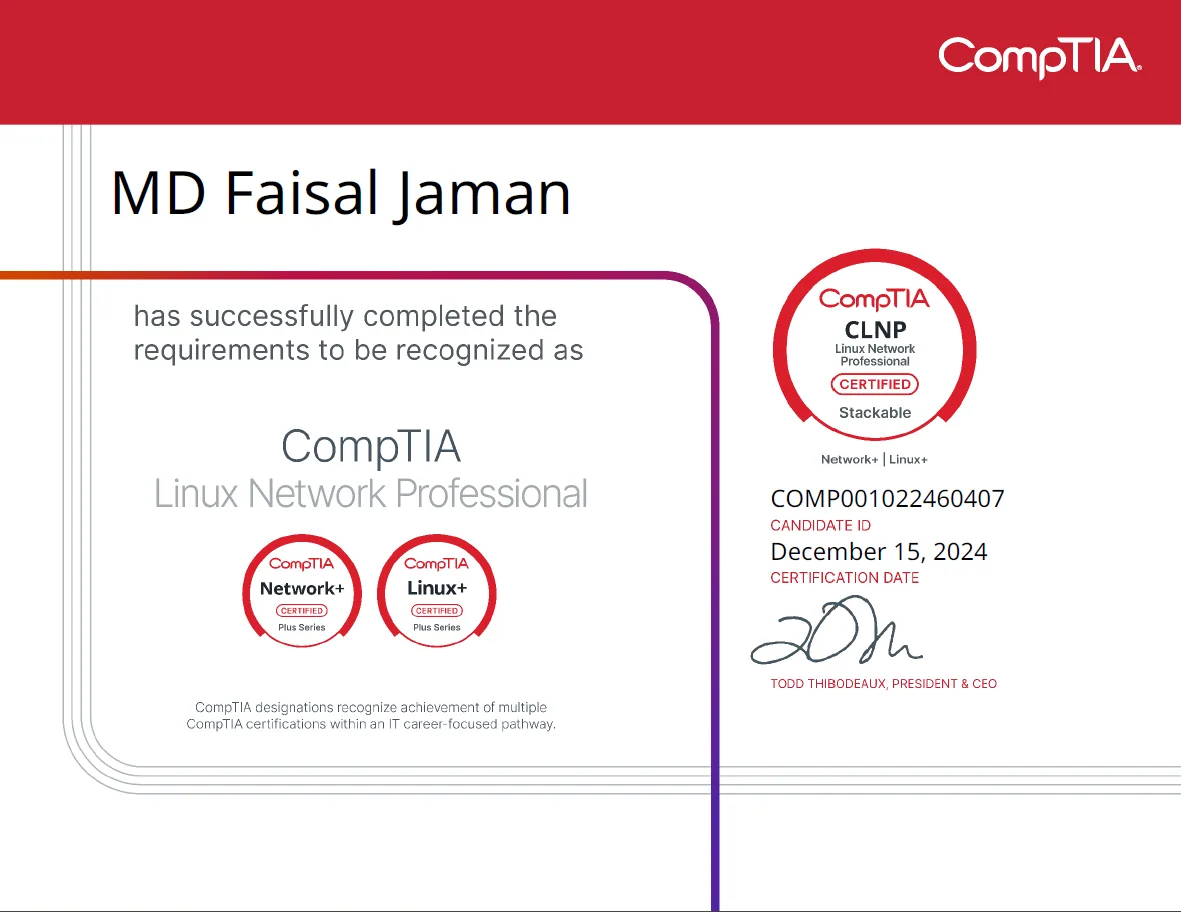 CompTIA.
MD Faisal Jaman
has successfully completed the
requirements to be recognized as
CompTIA
Linux Network Professional
CompTIA
Network+
CERTIFIED
Plus Series
CompTIA
Linux+
CERTIFIED
Plus Series
CompTIA designations recognize achievement of multiple
CompTIA certifications within an IT career-focused pathway.
CompTIA
CLNP
Linux Network
Professional
CERTIFIED
Stackable
Network+ | Linux+
COMP001022460407
CANDIDATE ID
December 15, 2024
CERTIFICATION DATE
TODD THIBODEAUX, PRESIDENT & CEO